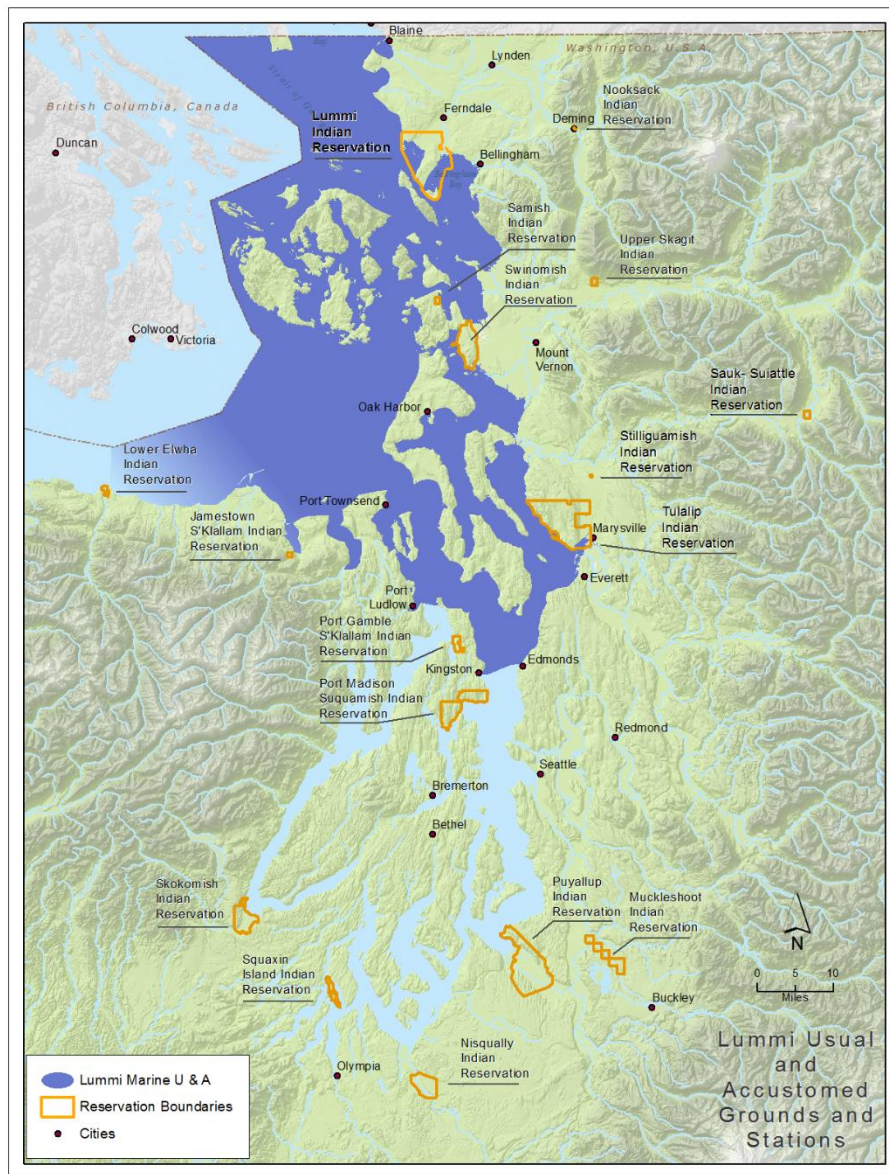 Blaine
Lynden
Washington, U.S.A.
British Columbia, Canada
Strait of
Nooksack
Indian
Reservation
Ferndale
Deming
Lummi
Indian
Reservation
Duncan
Bellingham
Bellingham
Bay
Samish
Indian
Reservation
Upper Skagit
Indian
Reservation
Swinomish
Indian
Reservation
Colwood
Victoria
Mount
Vernon
Sauk- Suiattle
Indian
Reservation
Oak Harbor
Stilliguamish
Indian
Reservation
Lower Elwha
Indian
Reservation
Port Townsend
Jamestown
S'Klallam Indian
Reservation
Marysville
Tulalip
Indian
Reservation
Everett
Port
Ludlow
Port Gamble
S'Klallam Indian
Reservation
Kingston
Edmonds
Port Madison
Suquamish Indian
Reservation
Redmond
Seattle
Bremerton
Bethel
Skokomish
Indian
Reservation
Puyallup
Indian
Reservation
Muckleshoot
Indian
Reservation
N
Squaxin
Island Indian
Reservation
0 5 10
Miles
Buckley
Nisqually
Indian
Reservation
Olympia
Lummi Usual
and
Accustomed
Grounds and
Stations
Lummi Marine U & A
Reservation Boundaries
Cities